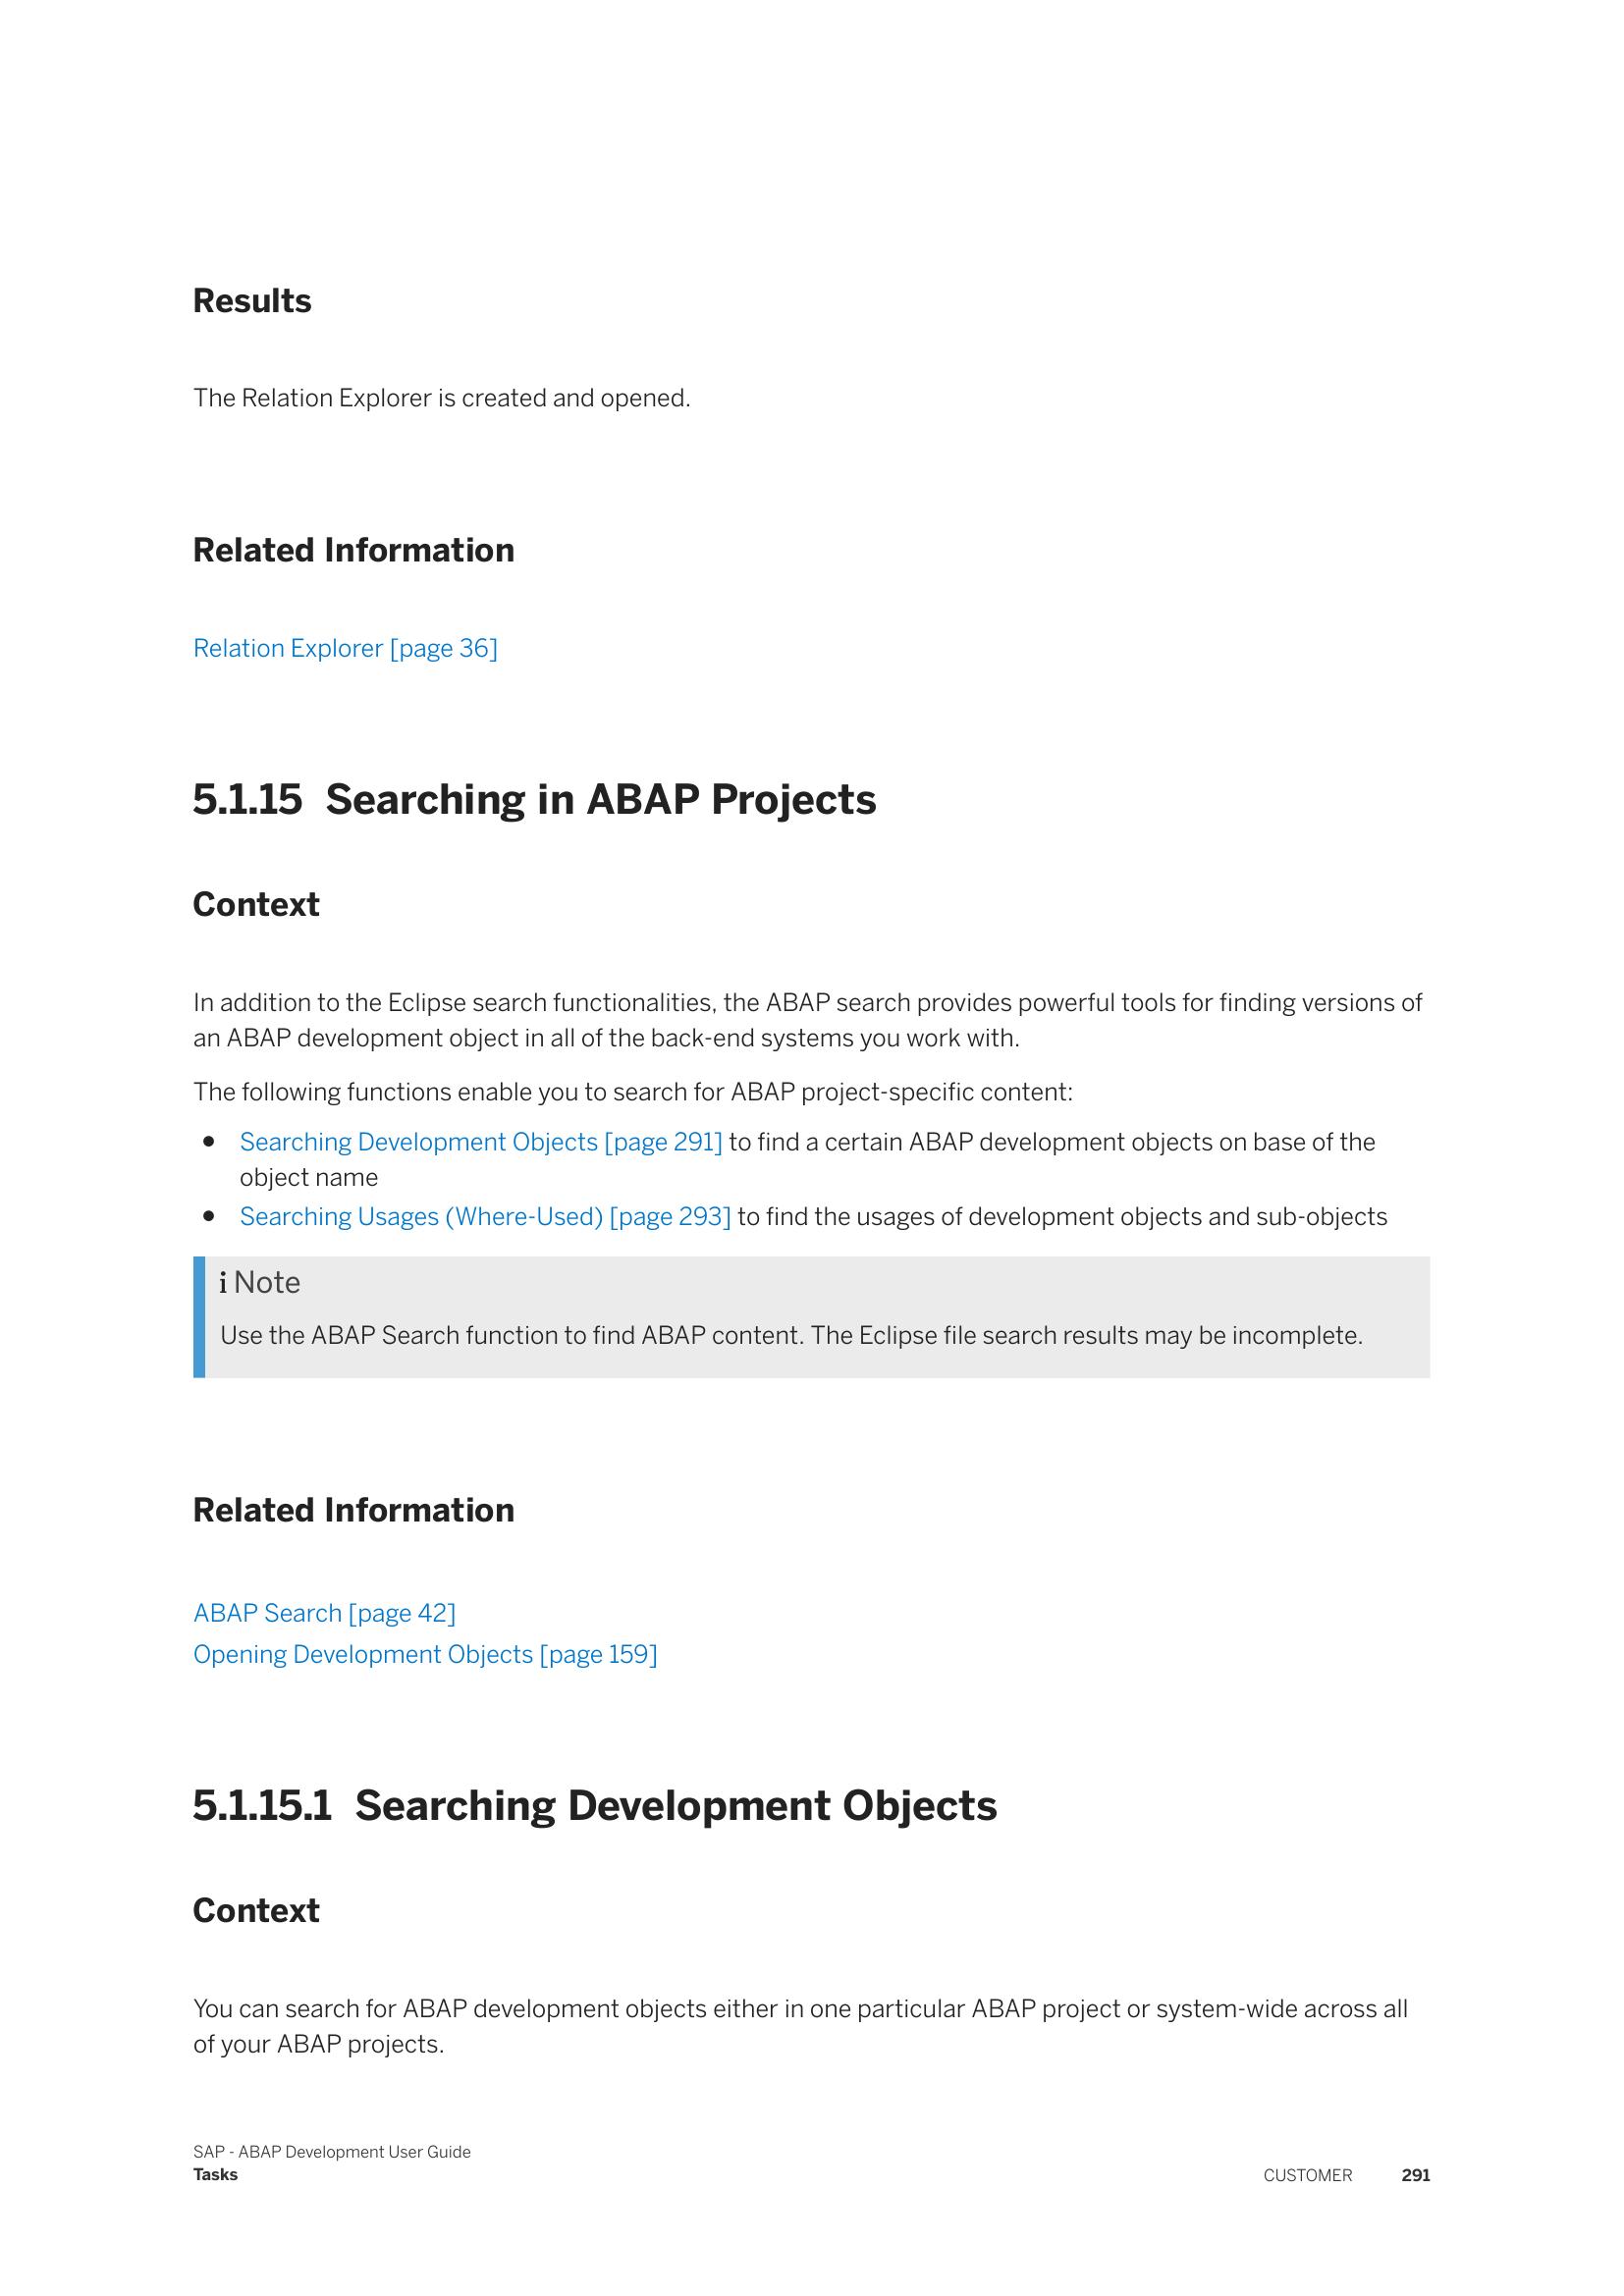 Results
The Relation Explorer is created and opened.
Related Information
Relation Explorer [page 36]
5.1.15 Searching in ABAP Projects
Context
In addition to the Eclipse search functionalities, the ABAP search provides powerful tools for finding versions of
an ABAP development object in all of the back-end systems you work with.
The following functions enable you to search for ABAP project-specific content:
● Searching Development Objects [page 291] to find a certain ABAP development objects on base of the
object name
● Searching Usages (Where-Used) [page 293] to find the usages of development objects and sub-objects
i Note
Use the ABAP Search function to find ABAP content. The Eclipse file search results may be incomplete.
Related Information
ABAP Search [page 42]
Opening Development Objects [page 159]
5.1.15.1 Searching Development Objects
Context
You can search for ABAP development objects either in one particular ABAP project or system-wide across all
of your ABAP projects.
SAP - ABAP Development User Guide
Tasks
CUSTOMER 291